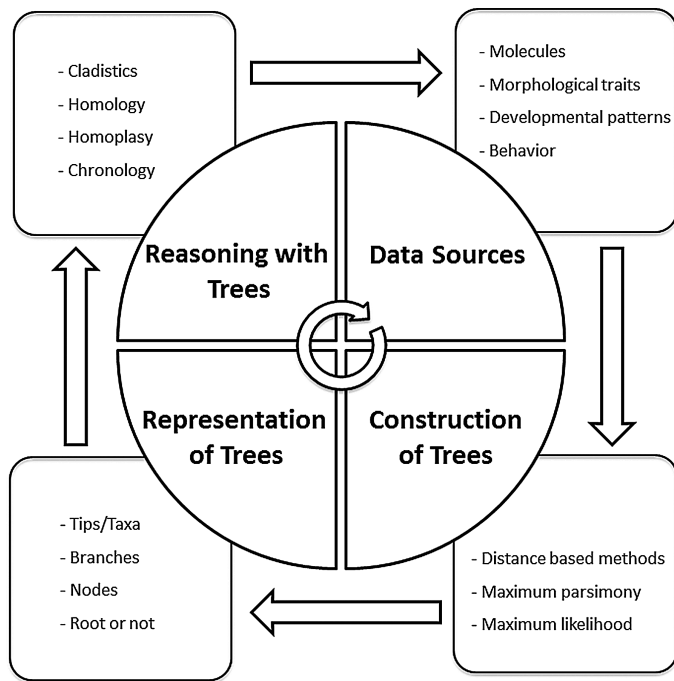 - Cladistics
- Homology
- Homoplasy
- Chronology
- Molecules
- Morphological traits
- Developmental patterns
- Behavior
Reasoning with
Trees
Data Sources
Representation
of Trees
Construction
of Trees
- Tips/Taxa
- Branches
- Nodes
- Root or not
- Distance based methods
- Maximum parsimony
- Maximum likelihood